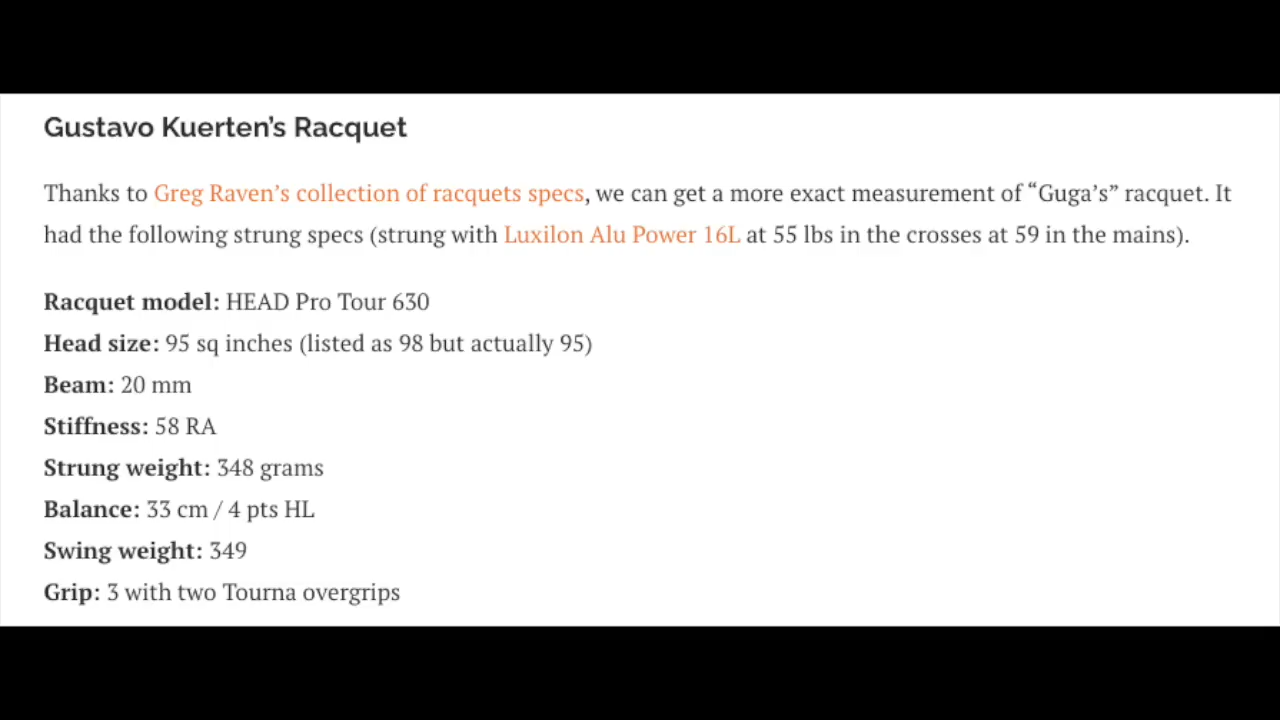 Gustavo Kuerten’s Racquet
Thanks to Greg Raven’s collection of racquets specs, we can get a more exact measurement of “Guga’s” racquet. It
had the following strung specs (strung with Luxilon Alu Power 16L at 55 lbs in the crosses at 59 in the mains).
Racquet model: HEAD Pro Tour 630
Head size: 95 sq inches (listed as 98 but actually 95)
Beam: 20 mm
Stiffness: 58 RA
Strung weight: 348 grams
Balance: 33 cm / 4 pts HL
Swing weight: 349
Grip: 3 with two Tourna overgrips